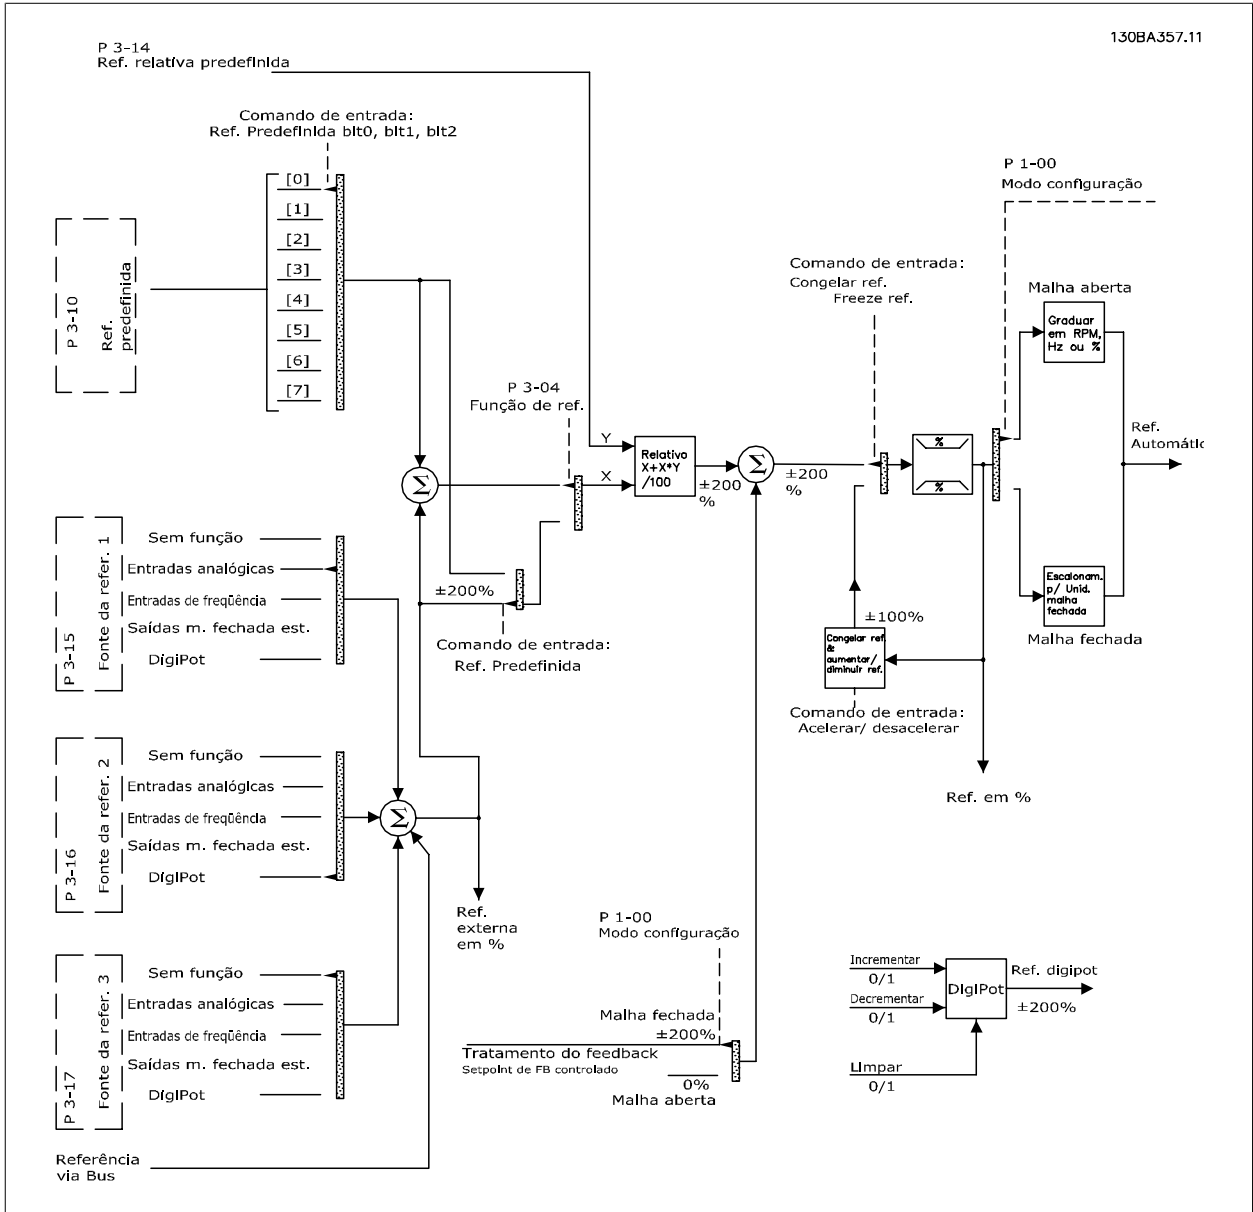 130BA357.11
P 3-14
Ref. relativa predefinida
Comando de entrada:
Ref. Predefinida bit0, bit1, bit2
[0]
[1]
[2]
[3]
[4]
[5]
[6]
[7]
P 3-10
Ref.
predefinida
P 1-00
Modo configuração
Comando de entrada:
Congelar ref.
Freeze ref.
Malha aberta
Graduar
em RPM,
Hz ou %
P 3-04
Função de ref.
Y
X
Relativo
X+X*Y
/100
±200
%
Σ
±200
%
%
%
Ref.
Automátic
Σ
P 3-15
Fonte da refer. 1
Sem função
Entradas analógicas
Entradas de freqüência
Saídas m. fechada est.
DigiPot
±200%
Comando de entrada:
Ref. Predefinida
Escalonam.
p/ Unid.
malha
fechada
Malha fechada
±100%
Congelar ref.
&
aumentar/
diminuir ref.
Comando de entrada:
Acelerar/ desacelerar
Ref. em %
P 3-16
Fonte da refer. 2
Sem função
Entradas analógicas
Entradas de freqüência
Saídas m. fechada est.
DigiPot
Σ
Ref.
externa
em %
P 3-17
Fonte da refer. 3
Sem função
Entradas analógicas
Entradas de freqüência
Saídas m. fechada est.
DigiPot
P 1-00
Modo configuração
Malha fechada
±200%
Tratamento do feedback
Setpoint de FB controlado
0%
Malha aberta
Incrementar
0/1
Decrementar
0/1
DigiPot
Ref. digipot
±200%
Limpar
0/1
Referência
via Bus